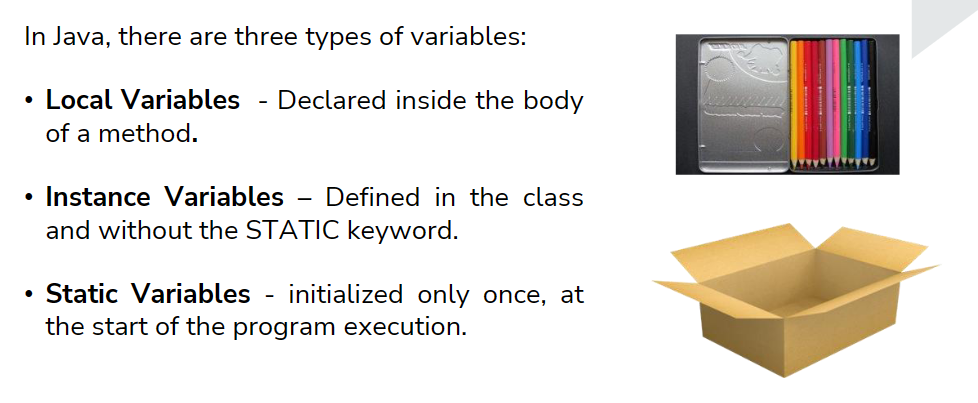 In Java, there are three types of variables:
• Local Variables - Declared inside the body
of a method.
• Instance Variables – Defined in the class
and without the STATIC keyword.
• Static Variables - initialized only once, at
the start of the program execution.